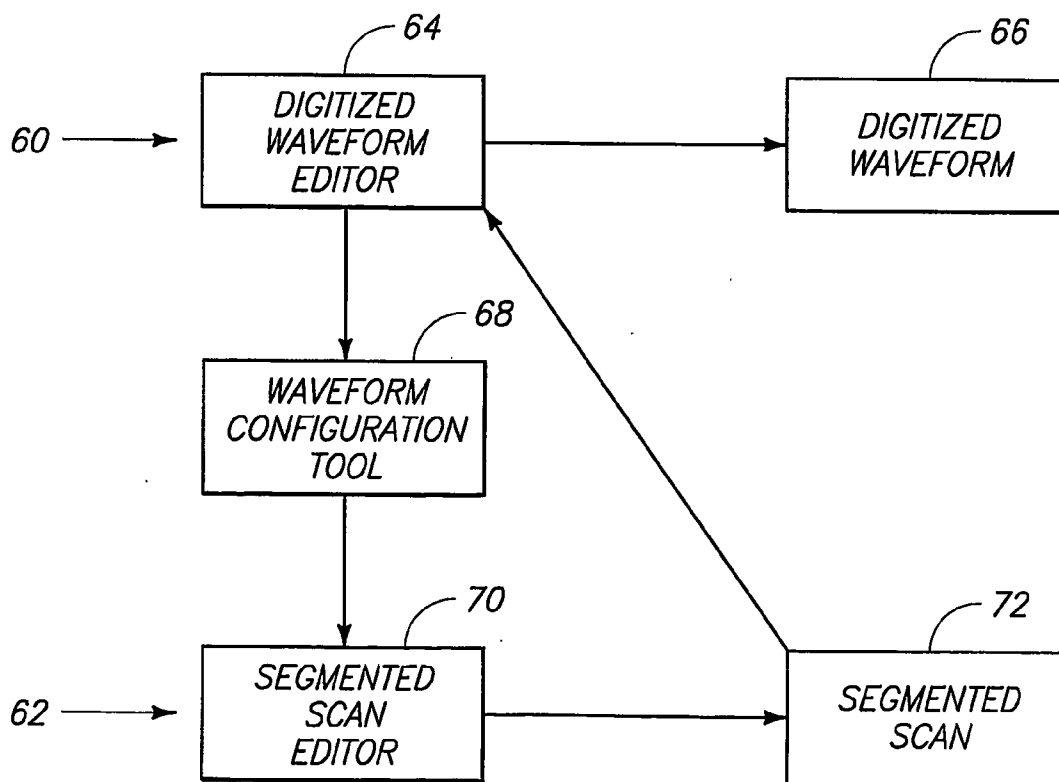 64
66
60
DIGITIZED
WAVEFORM
EDITOR
DIGITIZED
WAVEFORM
68
WAVEFORM
CONFIGURATION
TOOL
70
72
62
SEGMENTED
SCAN
EDITOR
SEGMENTED
SCAN